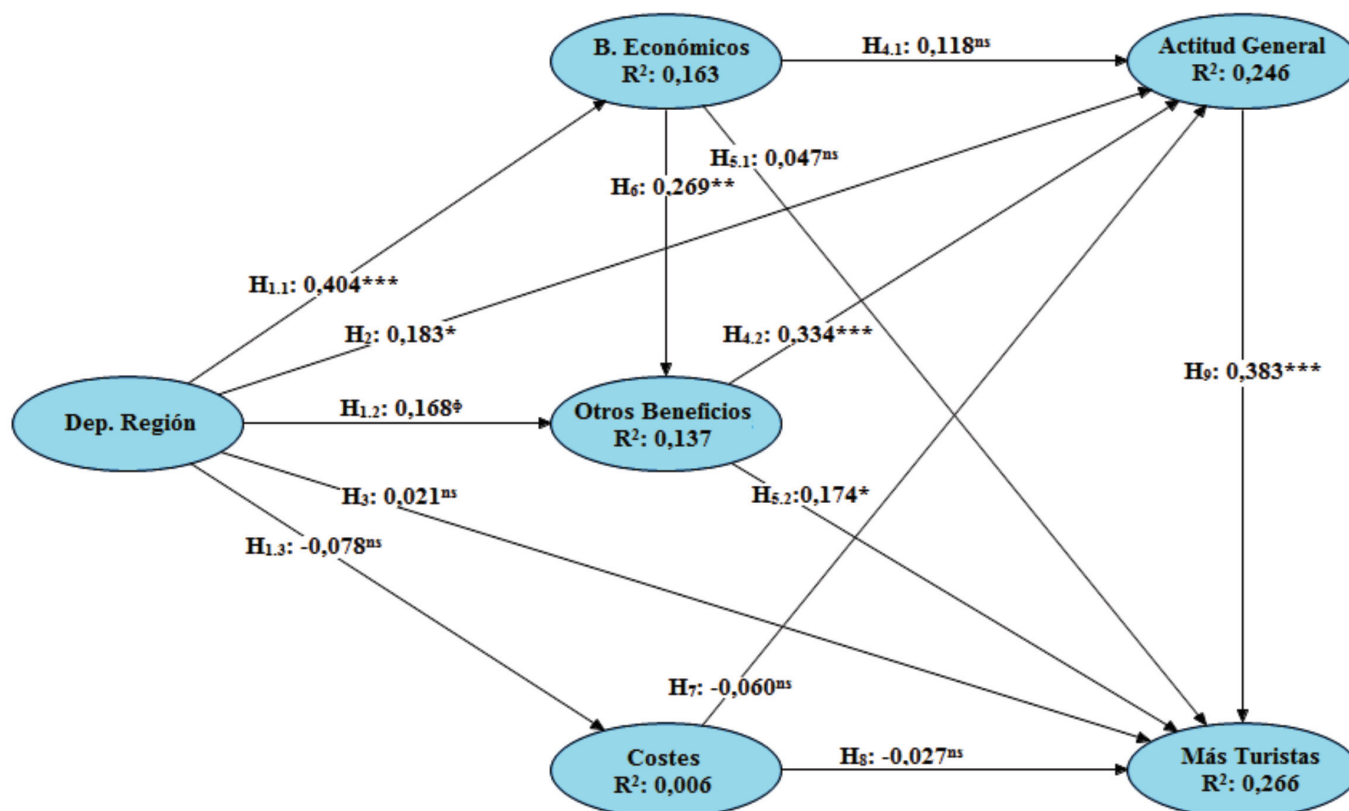 B. Económicos
R²: 0,163
H₄.₁: 0,118ⁿˢ
Actitud General
R²: 0,246
H₅.₁: 0,047ⁿˢ
H₆: 0,269**
H₁.₁: 0,404***
H₂: 0,183*
H₄.₂: 0,334***
H₉: 0,383***
Dep. Región
H₁.₂: 0,168ᶲ
Otros Beneficios
R²: 0,137
H₃: 0,021ⁿˢ
H₅.₂:0,174*
H₁.₃: -0,078ⁿˢ
H₇: -0,060ⁿˢ
Costes
R²: 0,006
H₈: -0,027ⁿˢ
Más Turistas
R²: 0,266